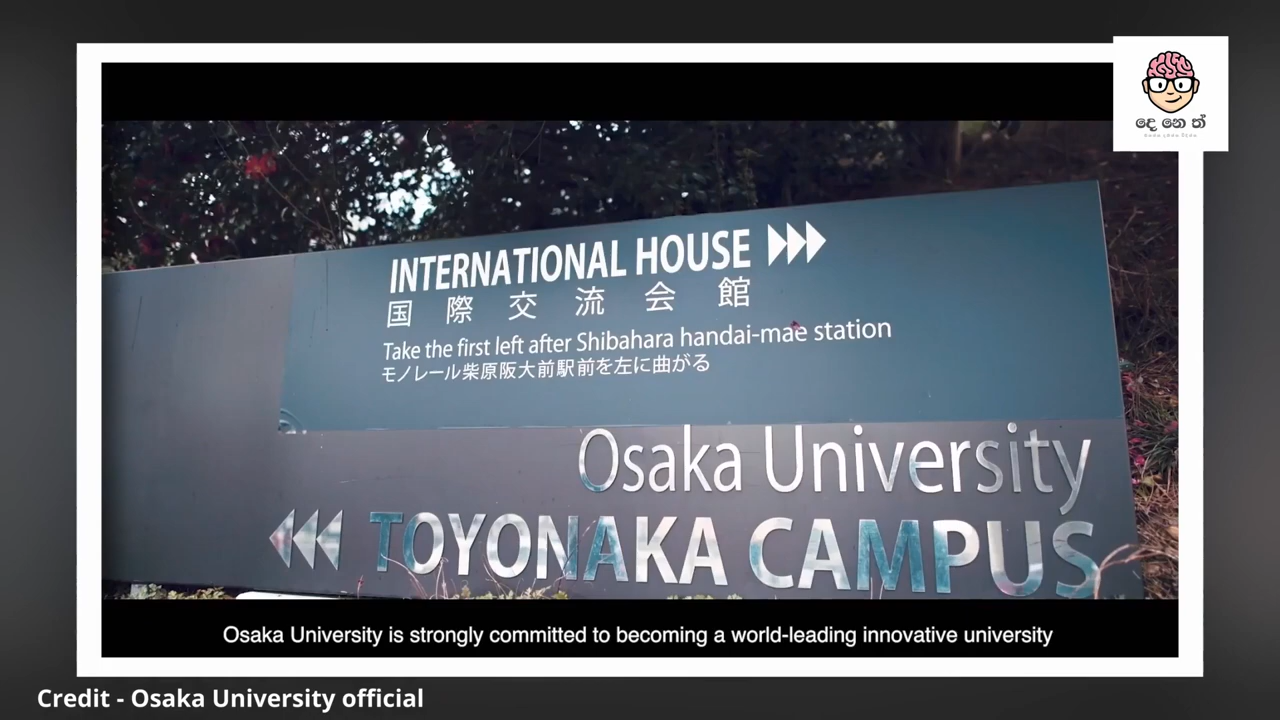 දෙ නෙ ත්
INTERNATIONAL HOUSE
国際交流会館
Take the first left after Shibahara handai-mae station
モノレール柴原阪大前駅前を左に曲がる
Osaka University
TOYONAKA CAMPUS
Osaka University is strongly committed to becoming a world-leading innovative university
Credit - Osaka University official